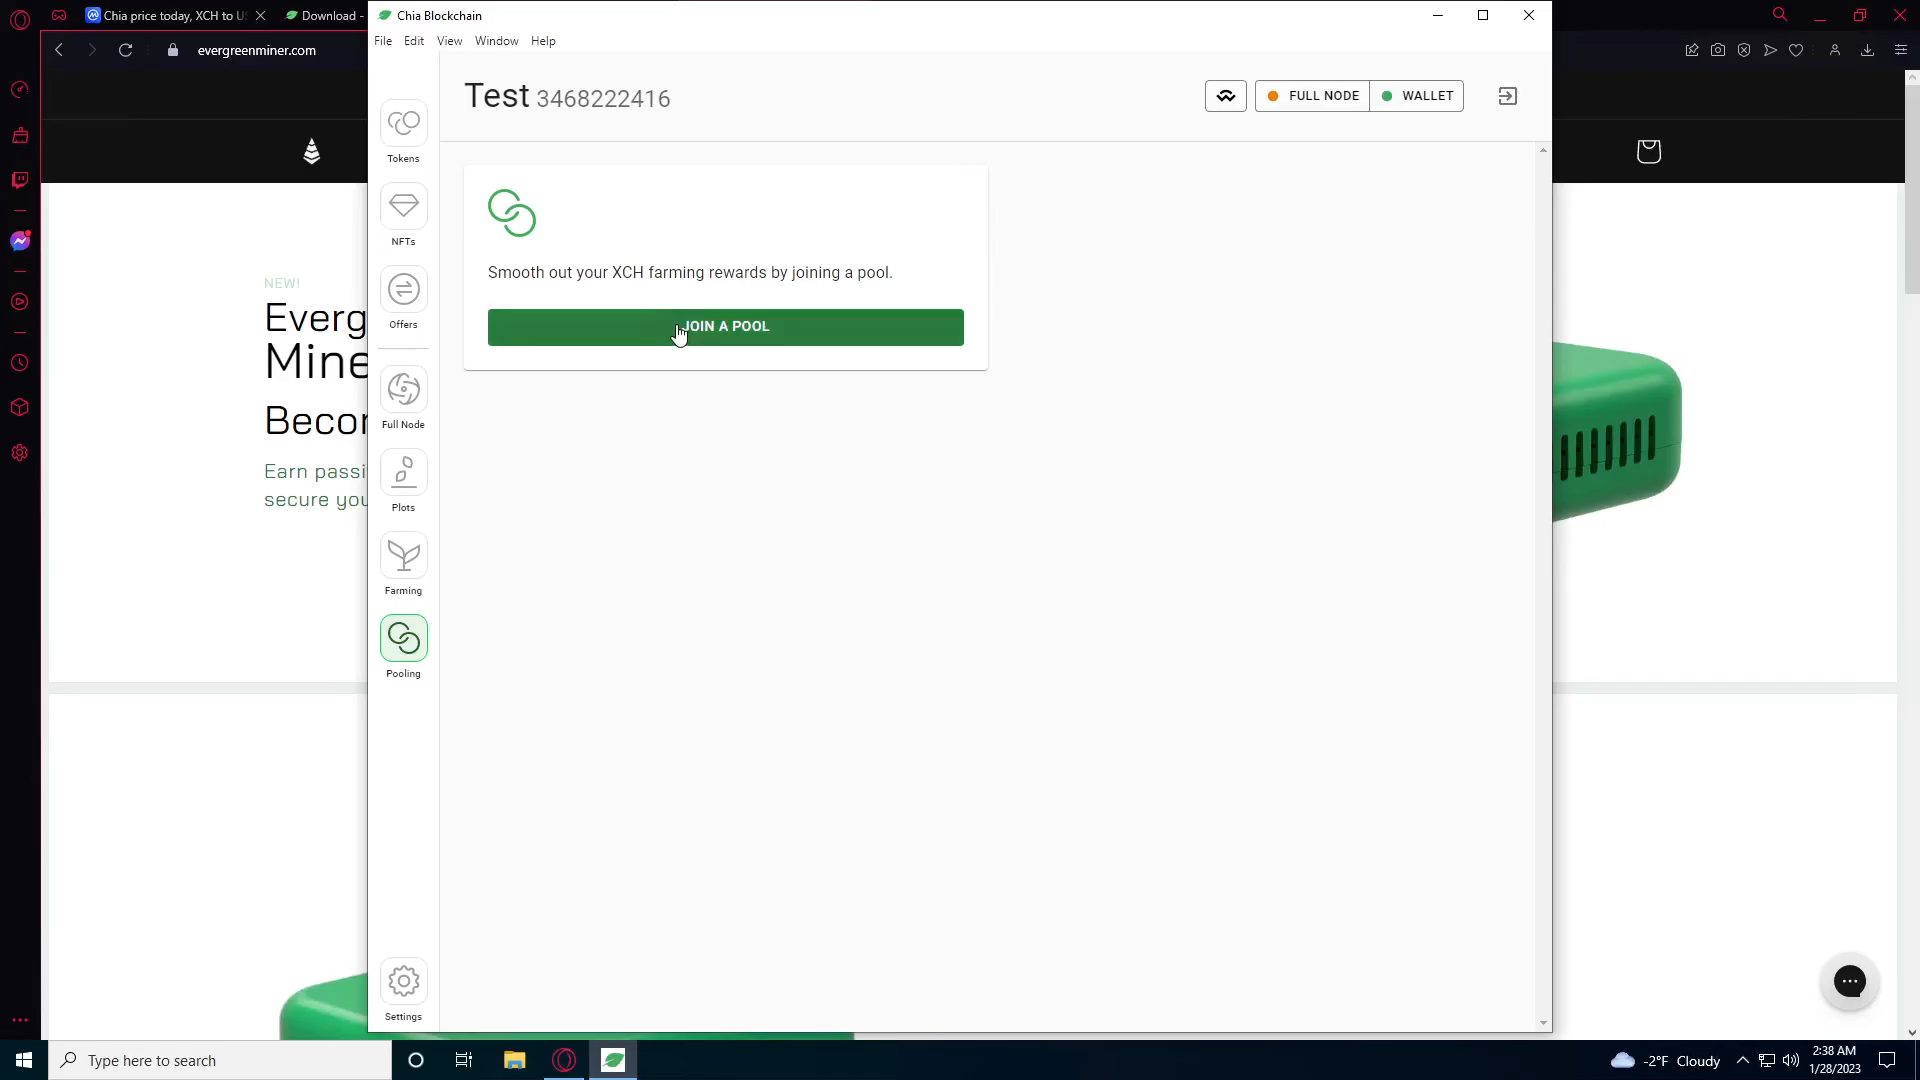 Chia price today, XCH to U
Download -
evergreenminer.com
Chia Blockchain
File Edit View Window Help
Test 3468222416
FULL NODE
WALLET
Tokens
NFTs
Offers
Full Node
Plots
Farming
Pooling
Settings
Smooth out your XCH farming rewards by joining a pool.
JOIN A POOL
NEW!
Everg
Mine
Becor
Earn passi
secure you
Type here to search
-2°F Cloudy
2:38 AM
1/28/2023